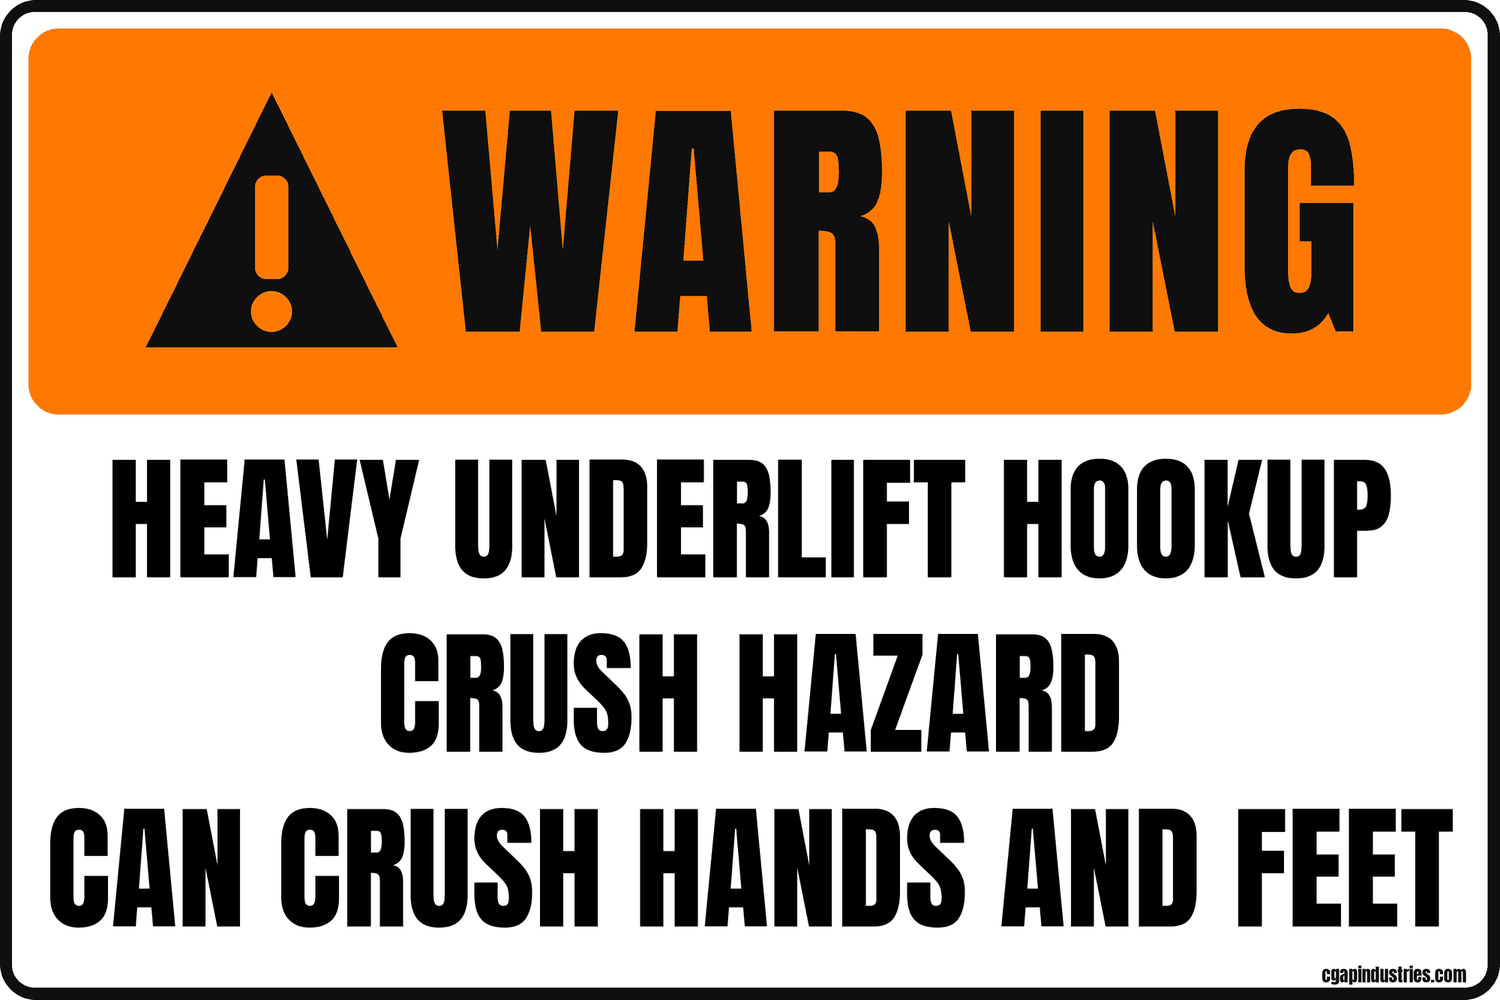 WARNING
HEAVY UNDERLIFT HOOKUP
CRUSH HAZARD
CAN CRUSH HANDS AND FEET
cgapindustries.com